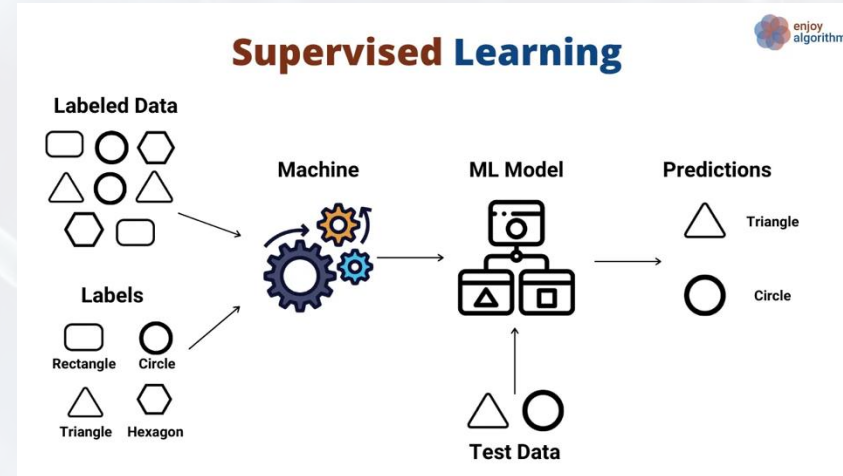 Supervised Learning
enjoy
algorithm
Labeled Data
Machine
ML Model
Predictions
Triangle
Circle
Labels
Rectangle
Circle
Triangle
Hexagon
Test Data